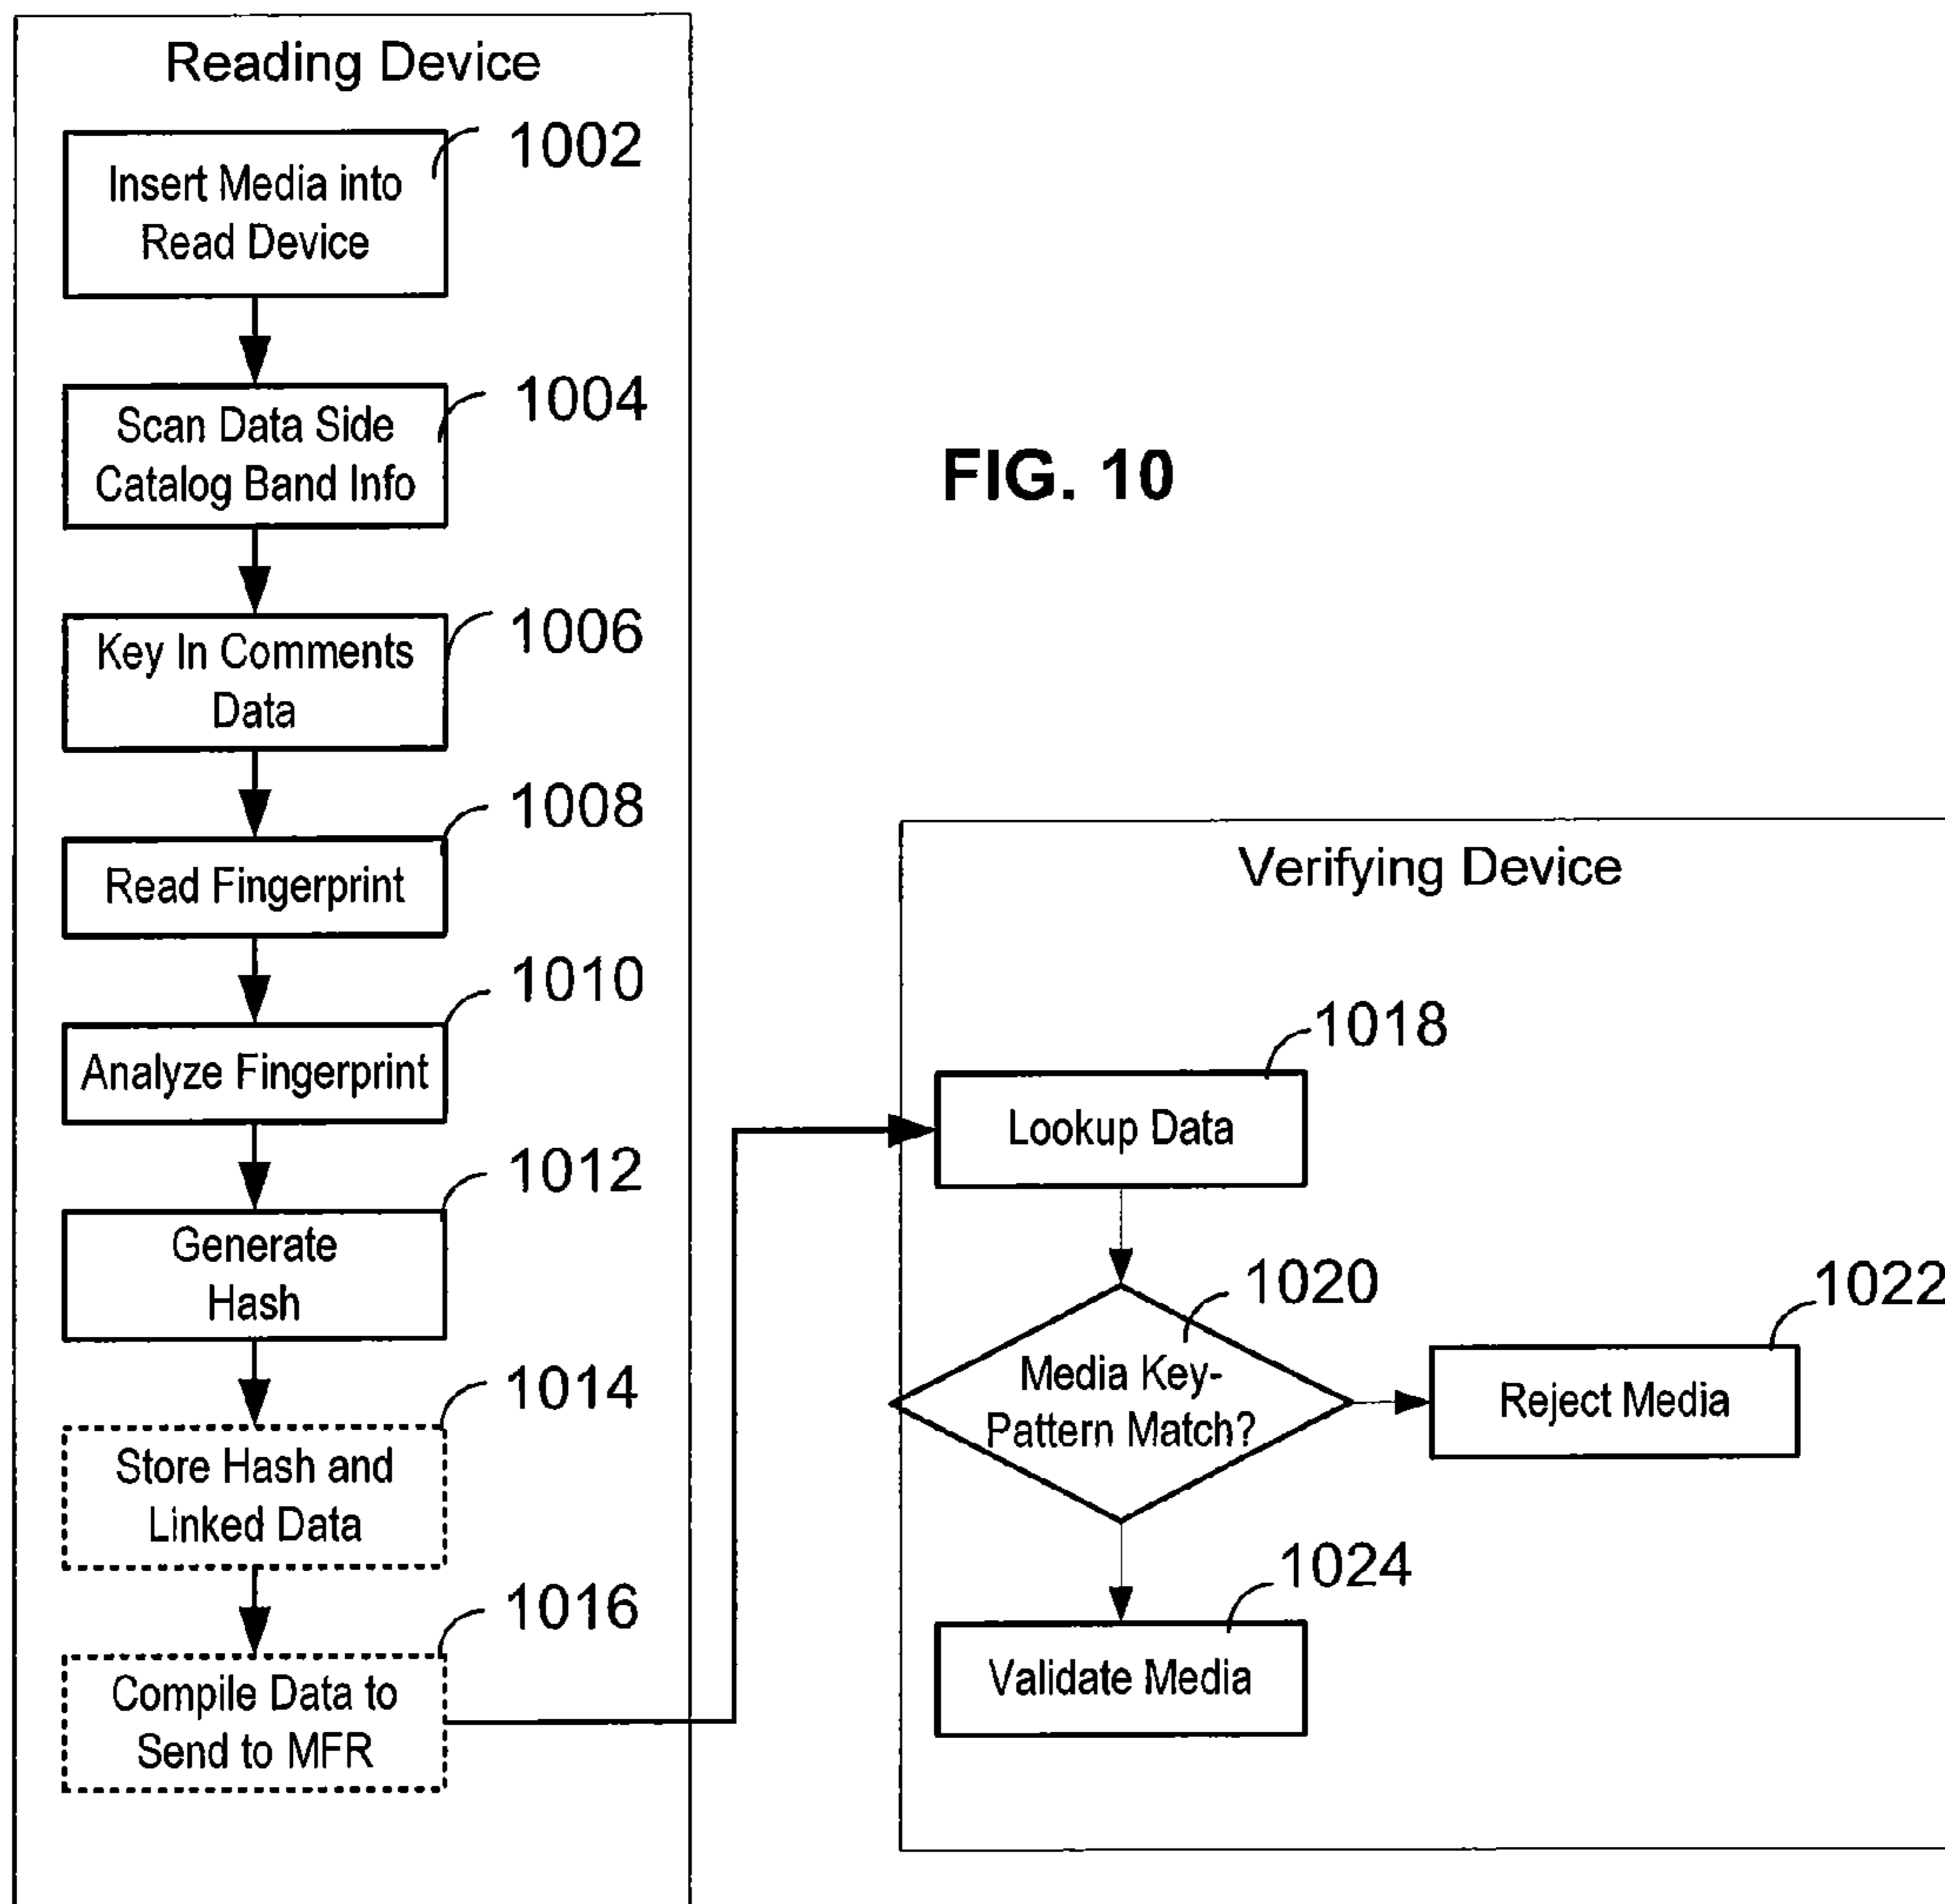 Reading Device
1002
Insert Media into
Read Device
1004
Scan Data Side
Catalog Band Info
FIG. 10
1006
Key In Comments
Data
1008
Read Fingerprint
1010
Analyze Fingerprint
1012
Generate
Hash
1014
Store Hash and
Linked Data
1016
Compile Data to
Send to MFR
Verifying Device
1018
Lookup Data
1020
Media Key-
Pattern Match?
1022
Reject Media
1024
Validate Media